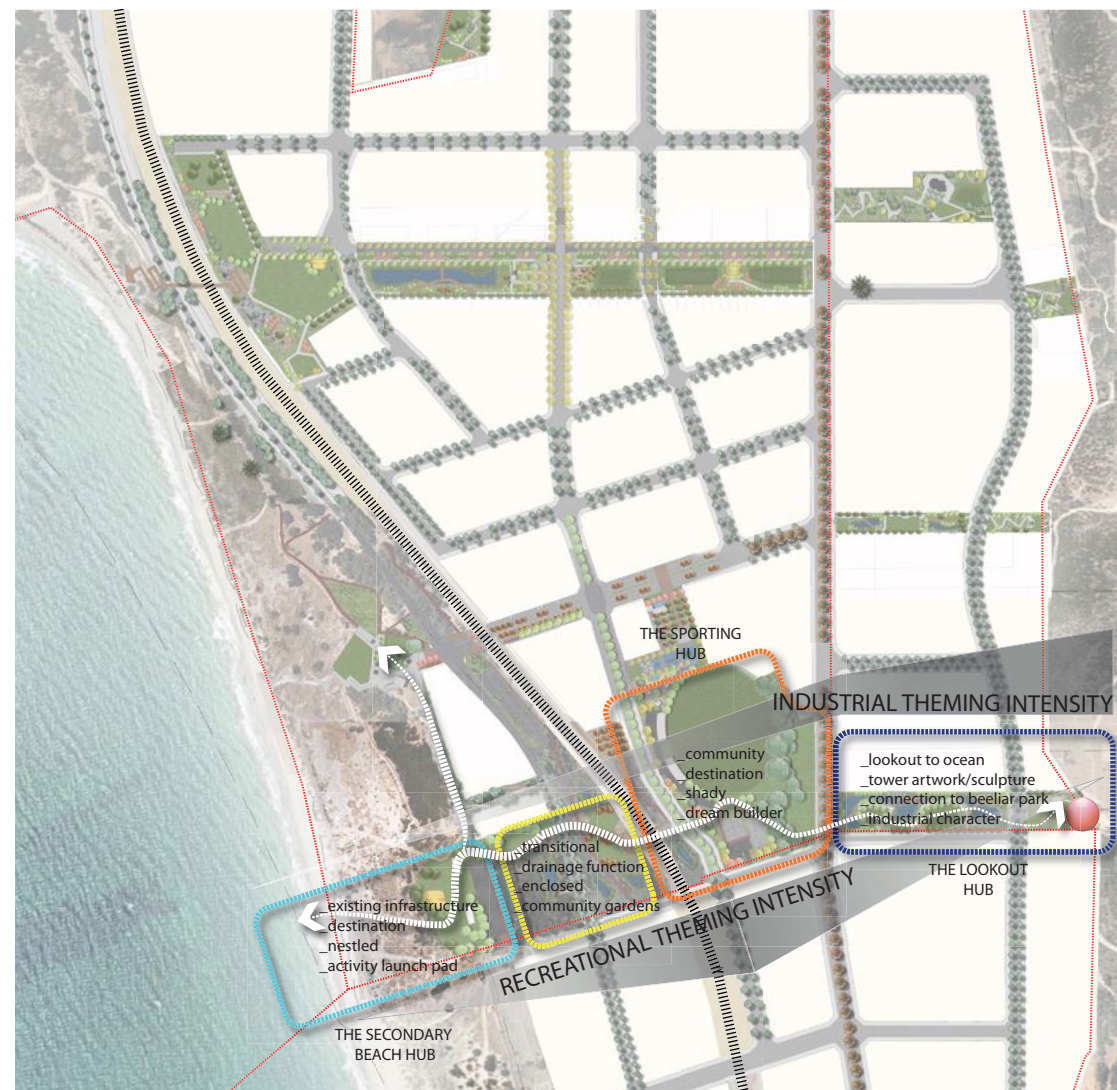 THE SPORTING
HUB
INDUSTRIAL THEMING INTENSITY
_community
_destination
_shady
_dream builder
_lookout to ocean
_tower artwork/sculpture
_connection to beeliar park
_industrial character
THE LOOKOUT
HUB
_transitional
_drainage function
_enclosed
_community gardens
RECREATIONAL THEMING INTENSITY
_existing infrastructure
_destination
_nestled
_activity launch pad
THE SECONDARY
BEACH HUB